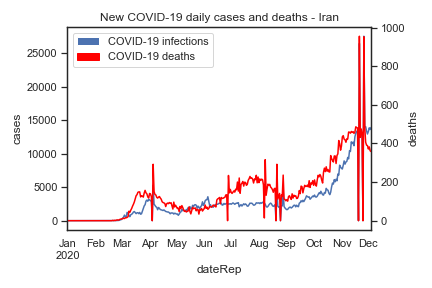 New COVID-19 daily cases and deaths - Iran
COVID-19 infections
COVID-19 deaths
25000
20000
15000
10000
5000
0
cases
1000
800
600
400
200
0
deaths
Jan Feb Mar Apr May Jun Jul Aug Sep Oct Nov Dec
2020
dateRep